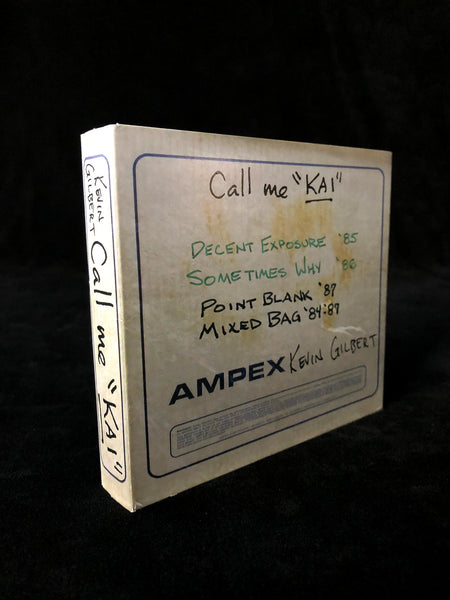 KEVIN
GILBERT
Call me "KAI"
Call me "KAI"
DECENT EXPOSURE '85
SOMETIMES WHY '86
POINT BLANK '87
MIXED BAG '84-'87
AMPEX KEVIN GILBERT